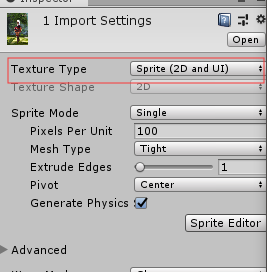 Inspector
1 Import Settings
Open
Texture Type Sprite (2D and UI)
Texture Shape 2D
Sprite Mode Single
Pixels Per Unit 100
Mesh Type Tight
Extrude Edges 1
Pivot Center
Generate Physics
Sprite Editor
Advanced